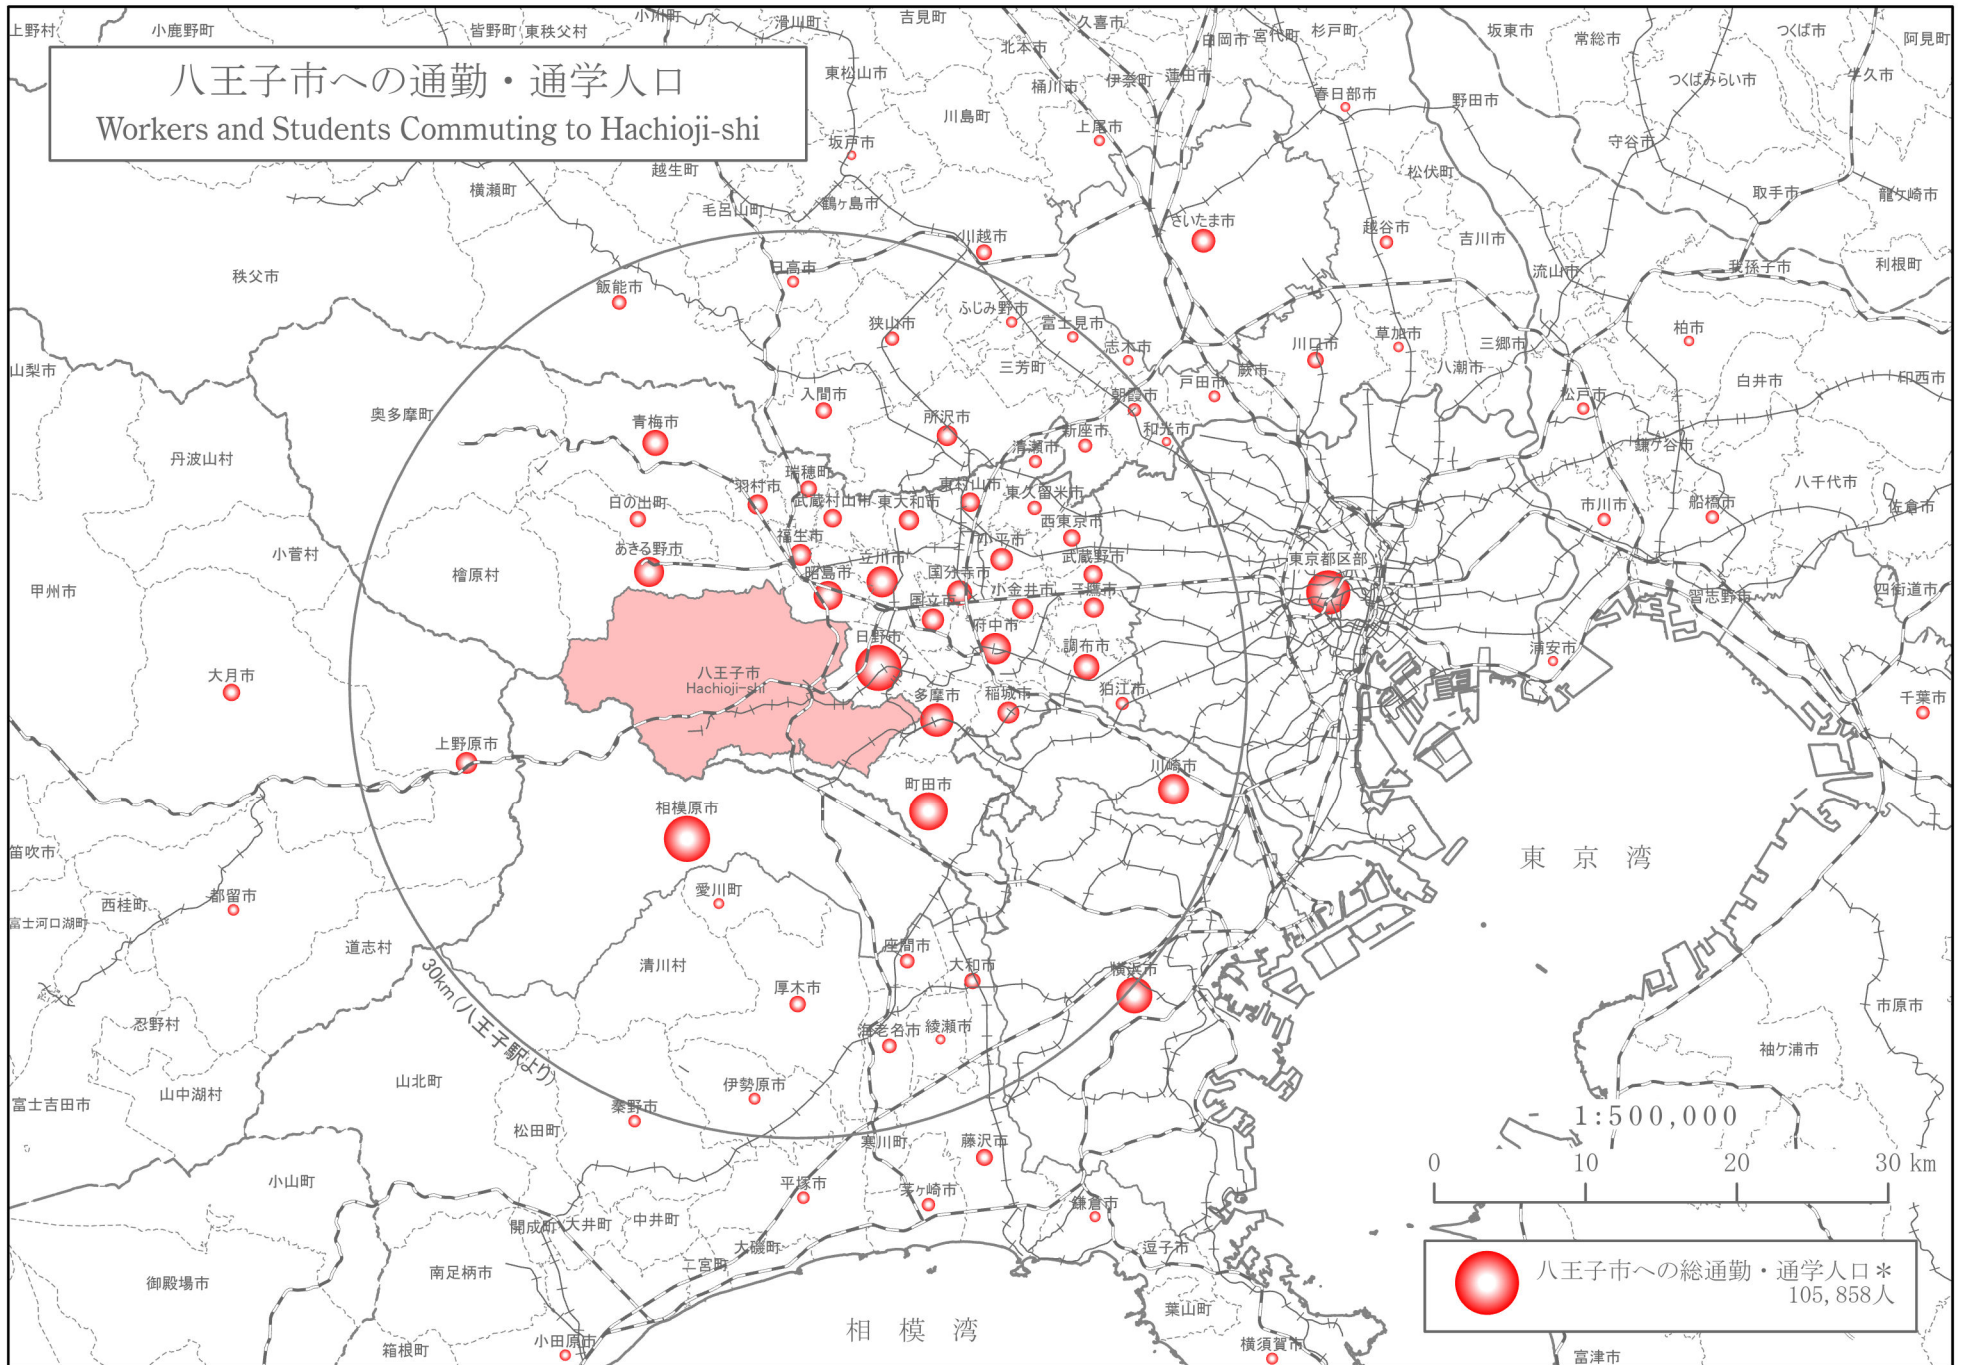 八王子市への通勤・通学人口
Workers and Students Commuting to Hachioji-shi
上野村
小鹿野町
皆野町
東秩父村
小川町
滑川町
吉見町
久喜市
白岡市
宮代町
杉戸町
坂東市
常総市
つくば市
阿見町
北本市
東松山市
桶川市
伊奈町
蓮田市
春日部市
野田市
つくばみらい市
牛久市
川島町
上尾市
坂戸市
守谷市
越生町
横瀬町
松伏町
取手市
龍ケ崎市
毛呂山町
鶴ヶ島市
さいたま市
越谷市
吉川市
川越市
秩父市
日高市
飯能市
流山市
我孫子市
利根町
ふじみ野市
狭山市
富士見市
川口市
草加市
柏市
志木市
三芳町
三郷市
八潮市
蕨市
戸田市
山梨市
白井市
印西市
奥多摩町
青梅市
入間市
所沢市
朝霞市
松戸市
新座市
和光市
清瀬市
鎌ケ谷市
丹波山村
瑞穂町
羽村市
武蔵村山市
東大和市
東村山市
東久留米市
八千代市
日の出町
西東京市
市川市
船橋市
佐倉市
小菅村
あきる野市
福生市
立川市
小平市
武蔵野市
東京都区部
檜原村
昭島市
国分寺市
小金井市
三鷹市
甲州市
国立市
習志野市
四街道市
府中市
日野市
調布市
浦安市
大月市
八王子市
Hachioji-shi
多摩市
稲城市
狛江市
千葉市
上野原市
川崎市
町田市
相模原市
笛吹市
東京湾
愛川町
西桂町
都留市
富士河口湖町
道志村
座間市
大和市
清川村
横浜市
30km(八王子駅より)
厚木市
市原市
忍野村
海老名市
綾瀬市
袖ケ浦市
山北町
伊勢原市
山中湖村
富士吉田市
秦野市
1:500,000
松田町
寒川町
藤沢市
0 10 20 30 km
小山町
平塚市
茅ヶ崎市
鎌倉市
開成町
大井町
中井町
大磯町
逗子市
二宮町
南足柄市
御殿場市
八王子市への総通勤・通学人口＊
105,858人
葉山町
相模湾
小田原市
箱根町
横須賀市
富津市